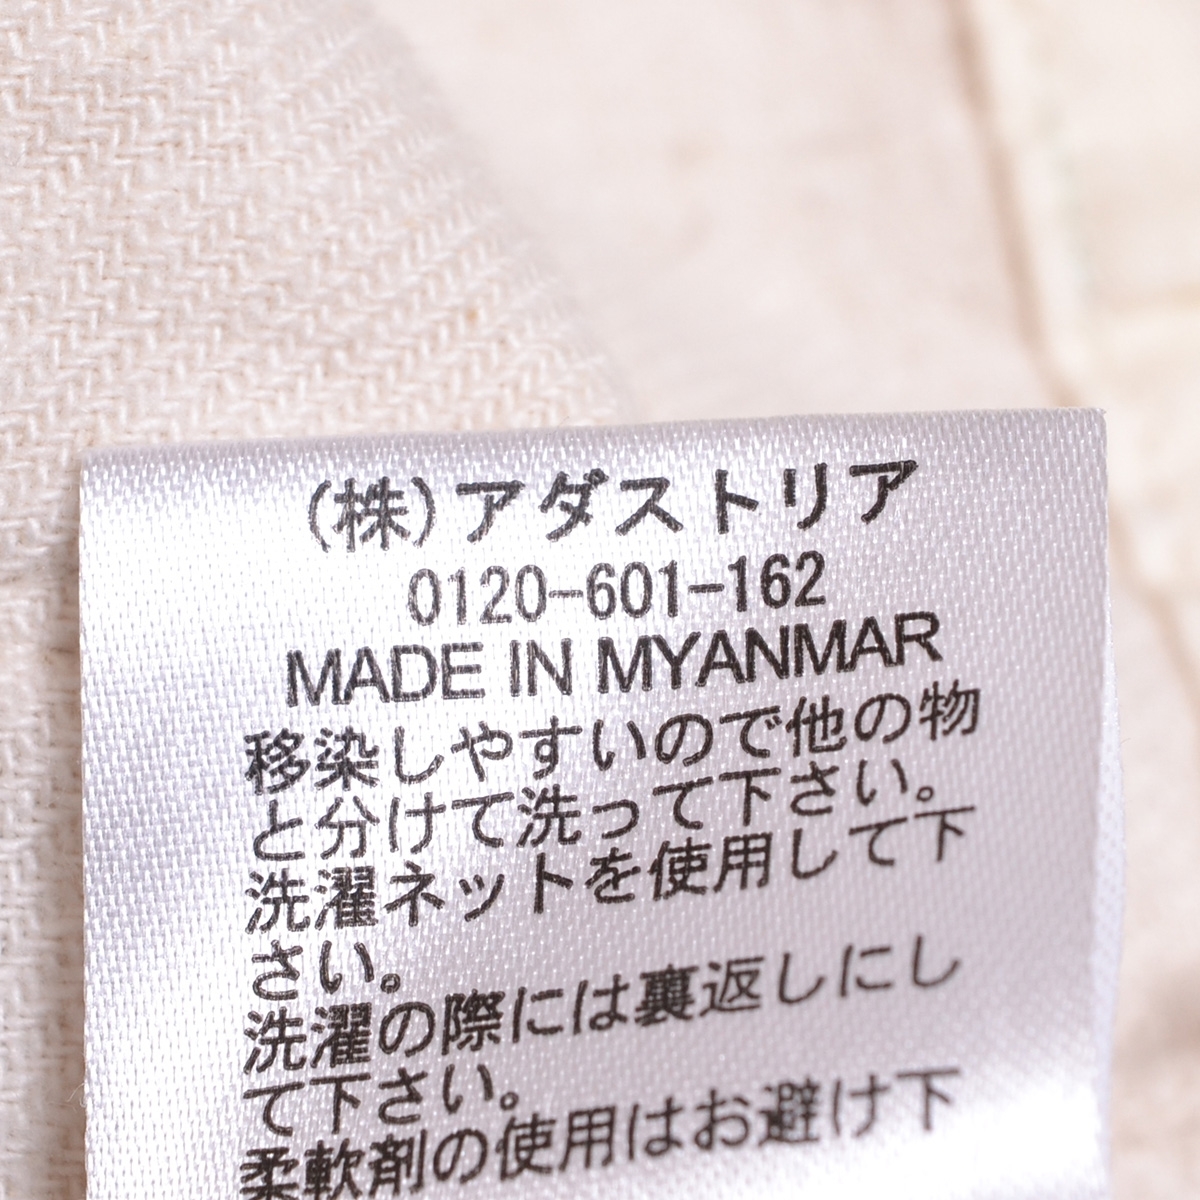 (株)アダストリア
0120-601-162
MADE IN MYANMAR
移染しやすいので他の物
と分けて洗って下さい。
洗濯ネットを使用して下
さい。
洗濯の際には裏返しにし
て下さい。
柔軟剤の使用はお避け下